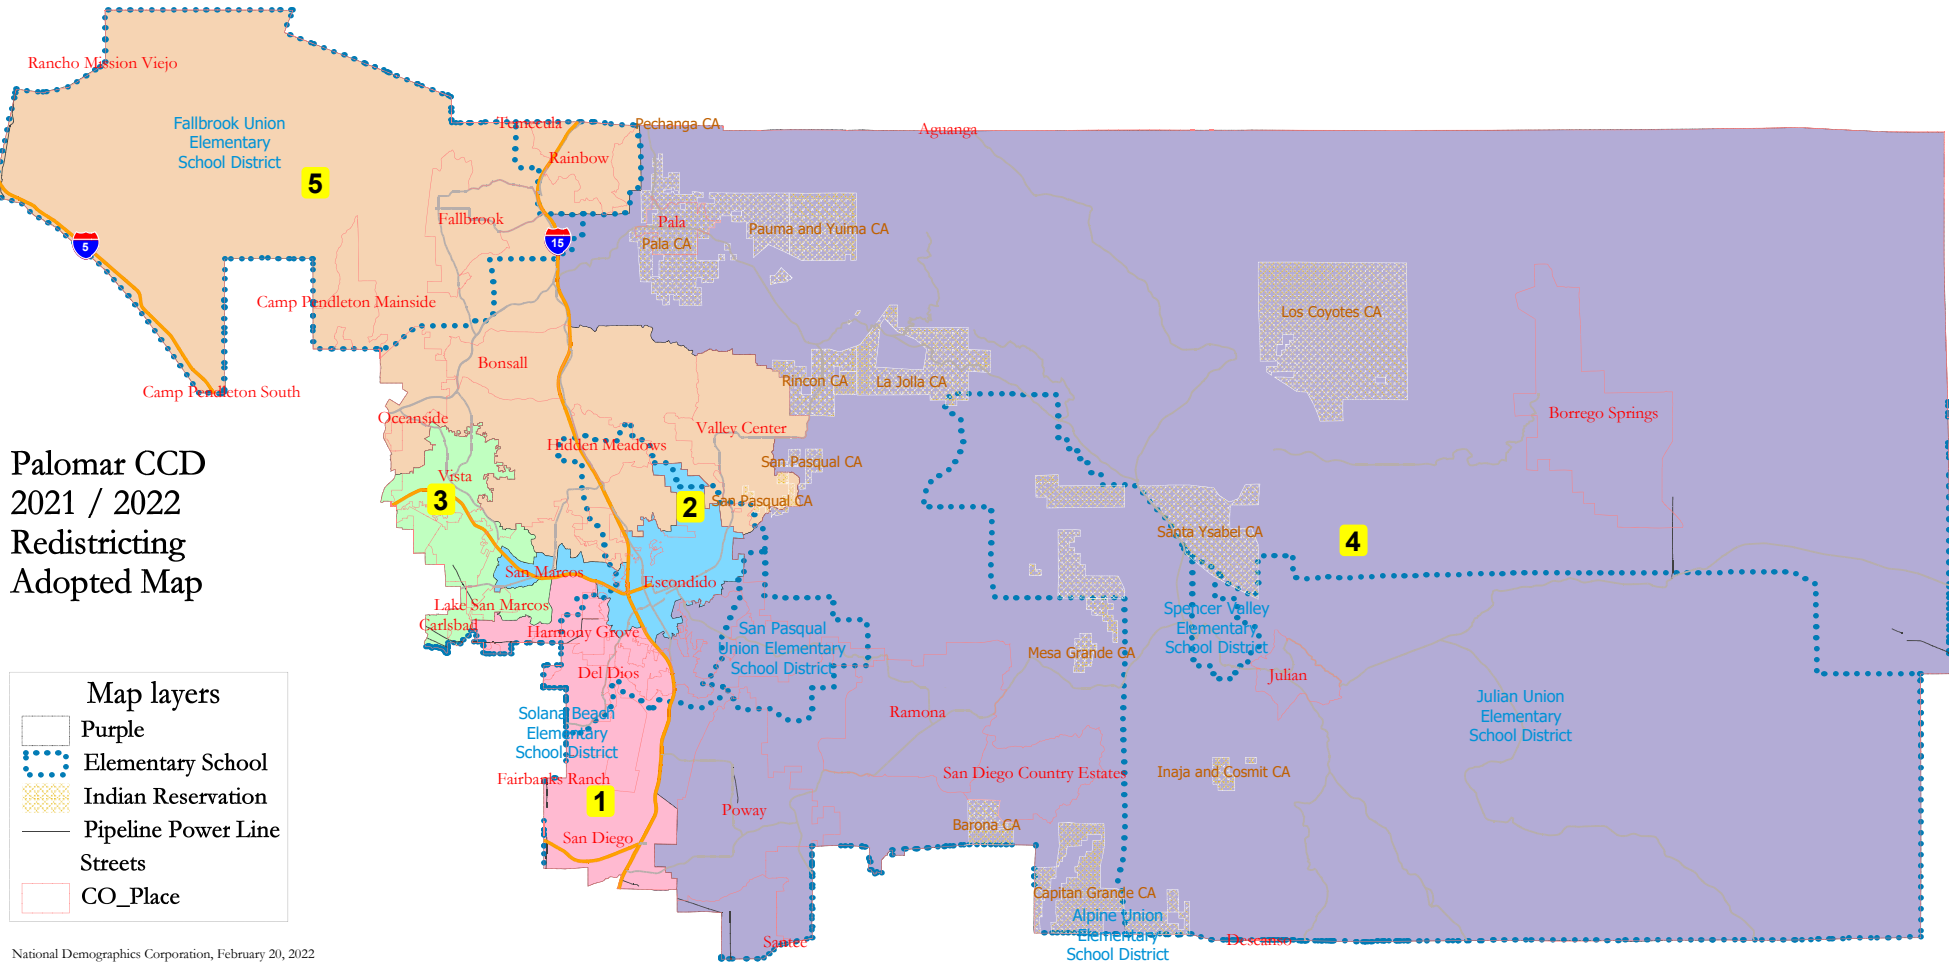 Rancho Mission Viejo
Fallbrook Union
Elementary
School District
5
Temecula
Pechanga CA
Aguanga
Rainbow
Fallbrook
5
15
Pala
Pala CA
Pauma and Yuima CA
Camp Pendleton Mainside
Los Coyotes CA
Bonsall
Camp Pendleton South
Rincon CA
La Jolla CA
Oceanside
Valley Center
Borrego Springs
Hidden Meadows
San Pasqual CA
Vista
San Pasqual CA
3
2
4
Santa Ysabel CA
Palomar CCD
2021 / 2022
Redistricting
Adopted Map
San Marcos
Escondido
Lake San Marcos
Carlsbad
Harmony Grove
San Pasqual
Union Elementary
School District
Spencer Valley
Elementary
School District
Mesa Grande CA
Del Dios
Julian
Solana Beach
Elementary
School District
Ramona
Julian Union
Elementary
School District
Fairbanks Ranch
San Diego Country Estates
Inaja and Cosmit CA
1
Poway
San Diego
Barona CA
Capitan Grande CA
Alpine Union
Elementary
School District
Santee
Descanso
Map layers
Purple
Elementary School
Indian Reservation
Pipeline Power Line
Streets
CO_Place
National Demographics Corporation, February 20, 2022